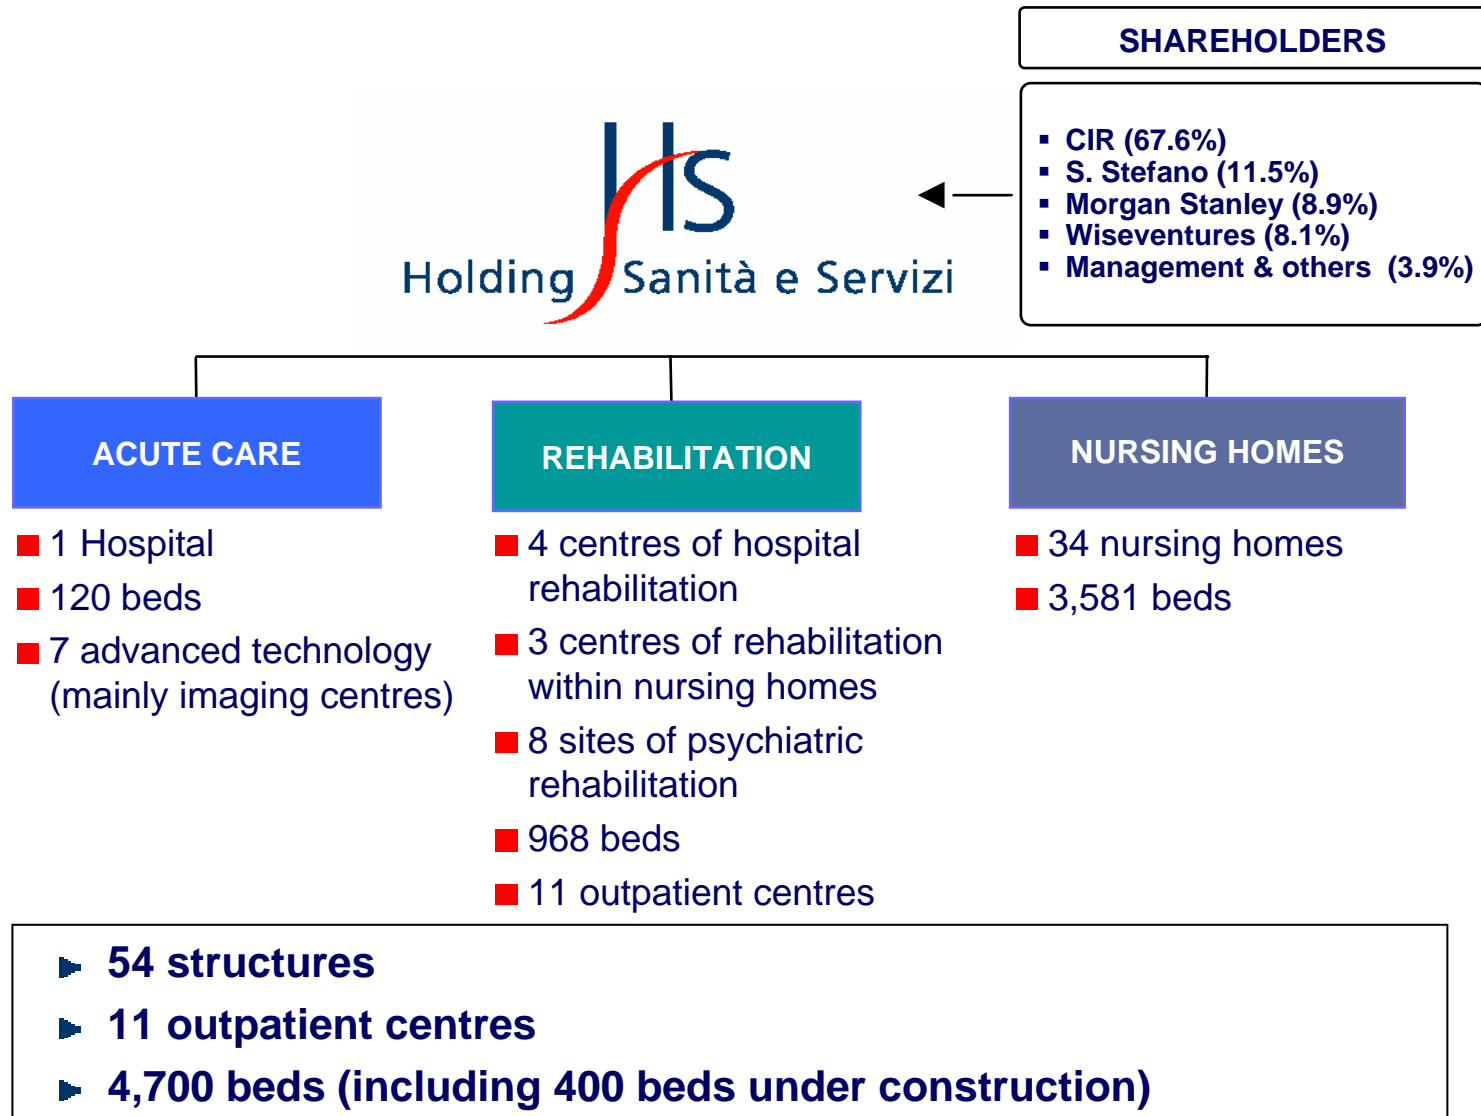 SHAREHOLDERS
Hs
Holding Sanità e Servizi
▪ CIR (67.6%)
▪ S. Stefano (11.5%)
▪ Morgan Stanley (8.9%)
▪ Wiseventures (8.1%)
▪ Management & others (3.9%)
ACUTE CARE
■ 1 Hospital
■ 120 beds
■ 7 advanced technology
(mainly imaging centres)
REHABILITATION
■ 4 centres of hospital
rehabilitation
■ 3 centres of rehabilitation
within nursing homes
■ 8 sites of psychiatric
rehabilitation
■ 968 beds
■ 11 outpatient centres
NURSING HOMES
■ 34 nursing homes
■ 3,581 beds
► 54 structures
► 11 outpatient centres
► 4,700 beds (including 400 beds under construction)